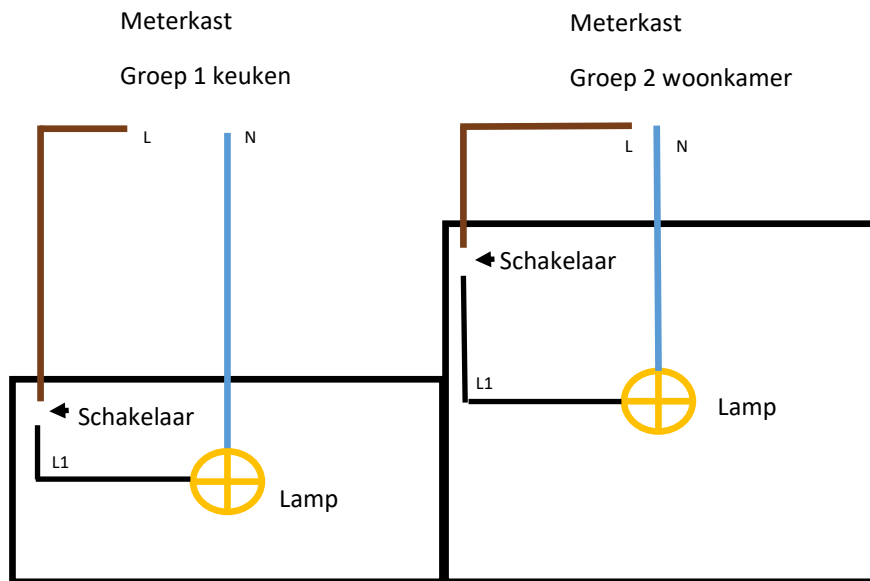 Meterkast
Groep 1 keuken
L
N
Schakelaar
L1
Lamp
Meterkast
Groep 2 woonkamer
L
N
Schakelaar
L1
Lamp